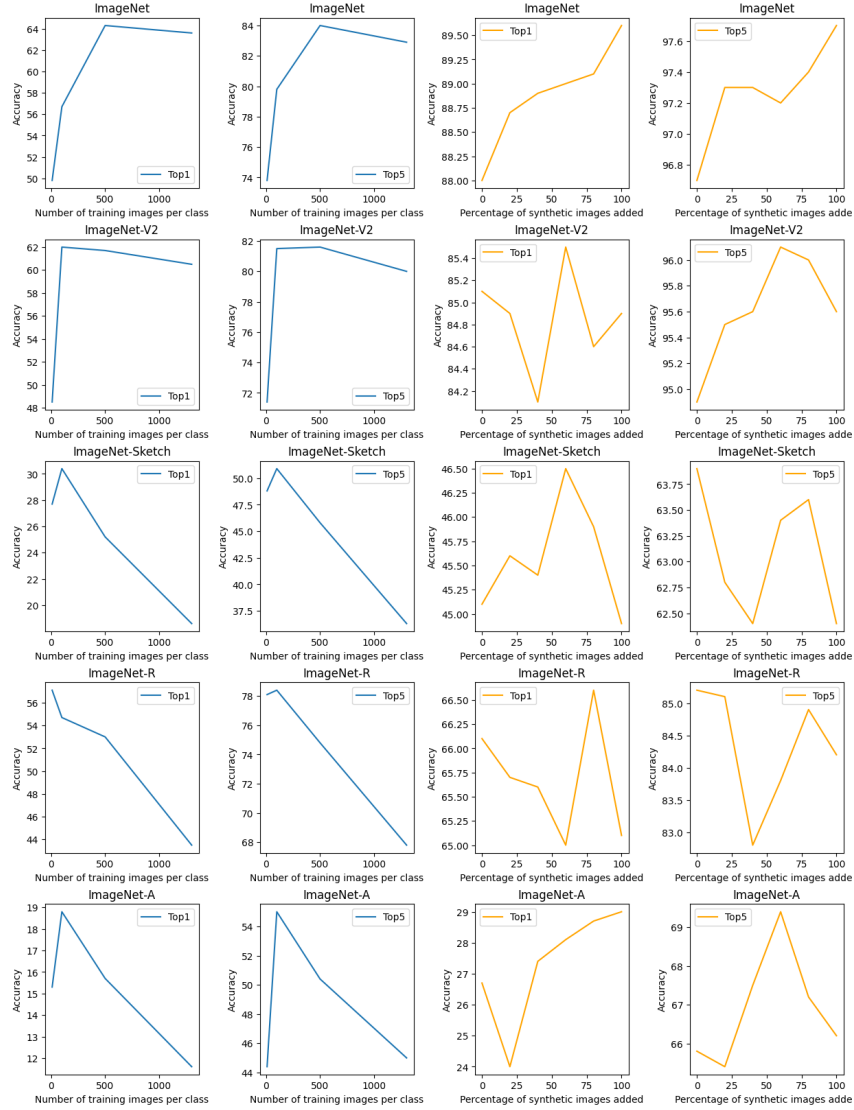 ImageNet
Accuracy
64
62
60
58
56
54
52
50
Top1
0
500
1000
Number of training images per class
ImageNet
Accuracy
84
82
80
78
76
74
Top5
0
500
1000
Number of training images per class
ImageNet
Accuracy
89.50
89.25
89.00
88.75
88.50
88.25
88.00
Top1
0
25
50
75
100
Percentage of synthetic images added
ImageNet
Accuracy
97.6
97.4
97.2
97.0
96.8
Top5
0
25
50
75
100
Percentage of synthetic images added
ImageNet-V2
Accuracy
62
60
58
56
54
52
50
48
Top1
0
500
1000
Number of training images per class
ImageNet-V2
Accuracy
82
80
78
76
74
72
Top5
0
500
1000
Number of training images per class
ImageNet-V2
Accuracy
85.4
85.2
85.0
84.8
84.6
84.4
84.2
Top1
0
25
50
75
100
Percentage of synthetic images added
ImageNet-V2
Accuracy
96.0
95.8
95.6
95.4
95.2
95.0
Top5
0
25
50
75
100
Percentage of synthetic images added
ImageNet-Sketch
Accuracy
30
28
26
24
22
20
Top1
0
500
1000
Number of training images per class
ImageNet-Sketch
Accuracy
50.0
47.5
45.0
42.5
40.0
37.5
Top5
0
500
1000
Number of training images per class
ImageNet-Sketch
Accuracy
46.50
46.25
46.00
45.75
45.50
45.25
45.00
Top1
0
25
50
75
100
Percentage of synthetic images added
ImageNet-Sketch
Accuracy
63.75
63.50
63.25
63.00
62.75
62.50
Top5
0
25
50
75
100
Percentage of synthetic images added
ImageNet-R
Accuracy
56
54
52
50
48
46
44
Top1
0
500
1000
Number of training images per class
ImageNet-R
Accuracy
78
76
74
72
70
68
Top5
0
500
1000
Number of training images per class
ImageNet-R
Accuracy
66.50
66.25
66.00
65.75
65.50
65.25
65.00
Top1
0
25
50
75
100
Percentage of synthetic images added
ImageNet-R
Accuracy
85.0
84.5
84.0
83.5
83.0
Top5
0
25
50
75
100
Percentage of synthetic images added
ImageNet-A
Accuracy
19
18
17
16
15
14
13
12
Top1
0
500
1000
Number of training images per class
ImageNet-A
Accuracy
54
52
50
48
46
44
Top5
0
500
1000
Number of training images per class
ImageNet-A
Accuracy
29
28
27
26
25
24
Top1
0
25
50
75
100
Percentage of synthetic images added
ImageNet-A
Accuracy
69
68
67
66
Top5
0
25
50
75
100
Percentage of synthetic images added